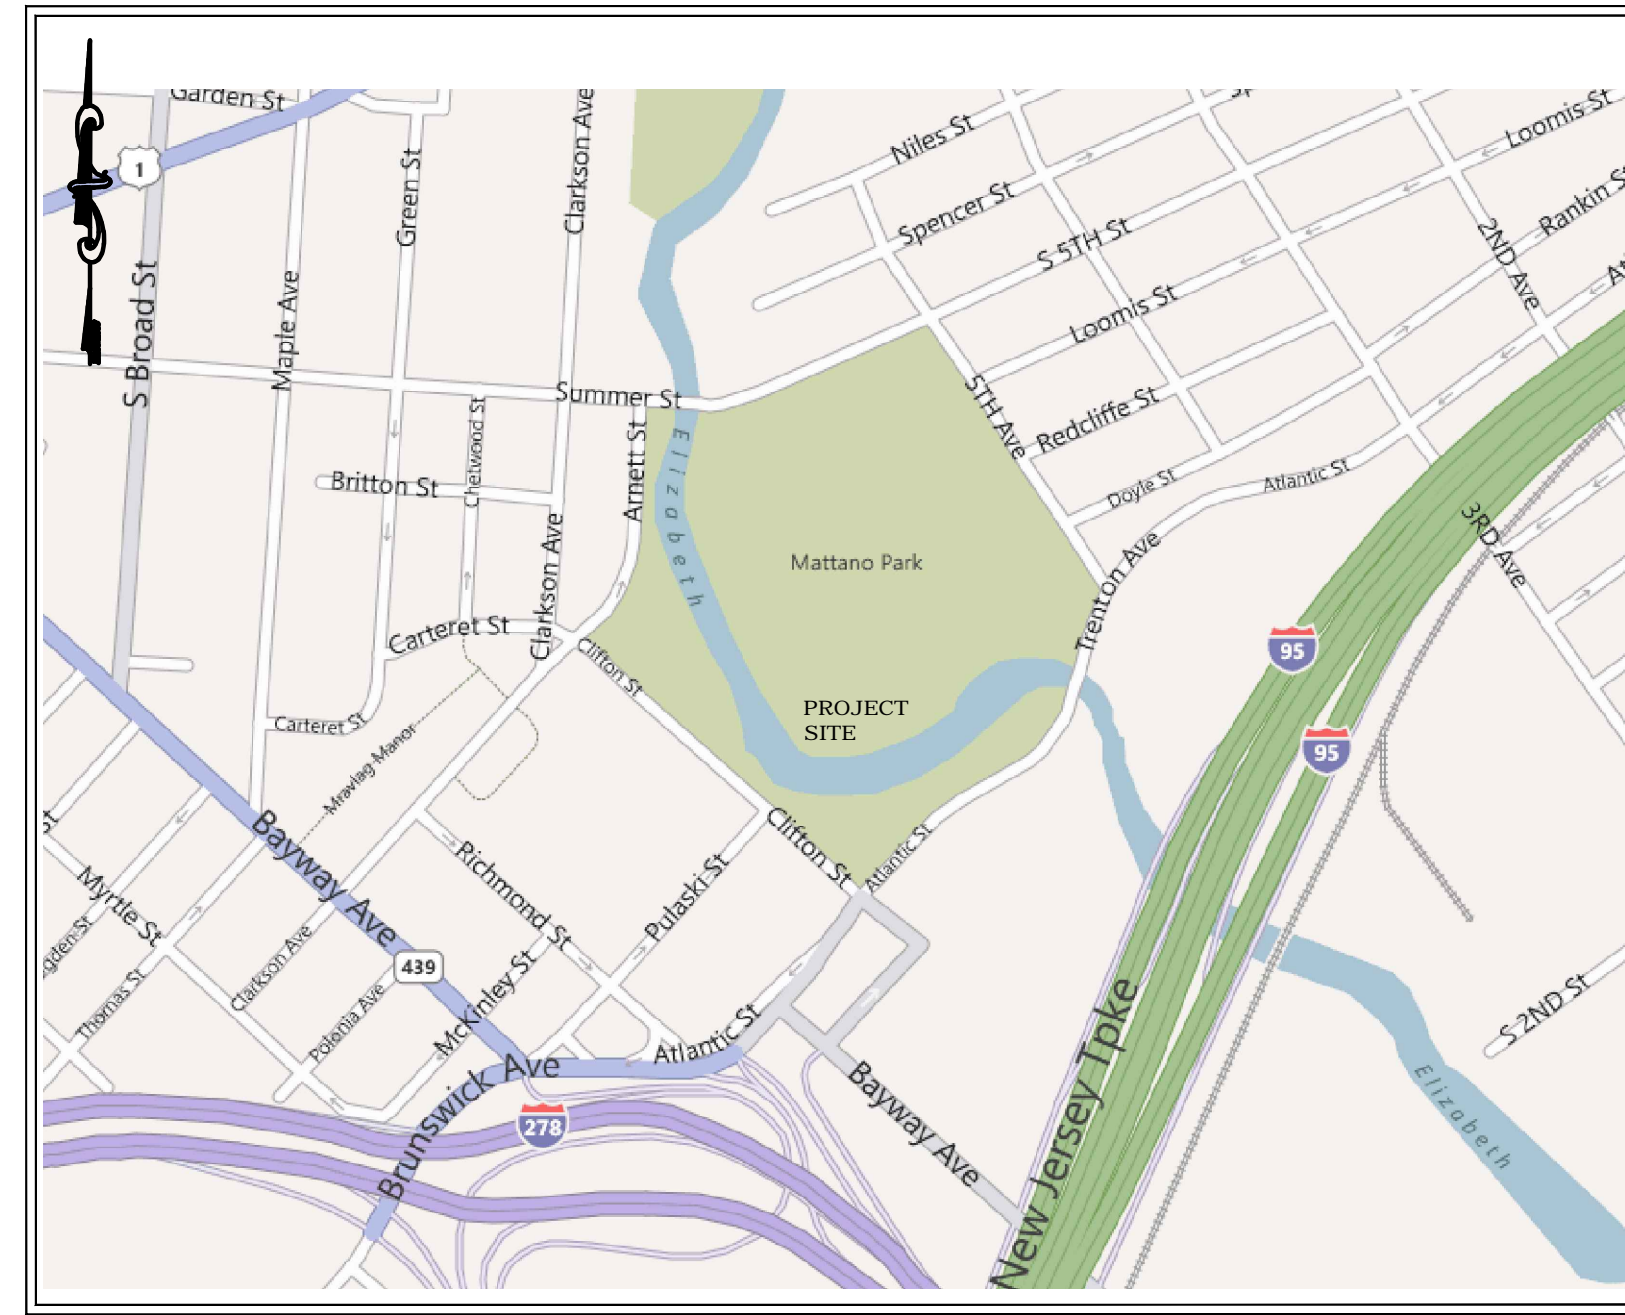 Garden St
1
S Broad St
Maple Ave
Green St
Clarkson Ave
Niles St
Spencer St
S 5TH St
Loomis St
Loomis St
Rankin St
2ND Ave
Summer St
Arnett St
Chetwood St
Britton St
Clarkson Ave
Carteret St
Clifton St
Elizabeth
Mattano Park
5TH Ave
Redcliffe St
Doyle St
Atlantic St
Trenton Ave
3RD Ave
95
95
PROJECT
SITE
Carteret St
Mravlag Manor
Bayway Ave
439
Myrtle St
Thomas St
Clarkson Ave
Polonia Ave
McKinley St
Richmond St
Pulaski St
Clifton St
Atlantic St
Atlantic St
Brunswick Ave
278
Bayway Ave
New Jersey Tpke
S 2ND St
Elizabeth